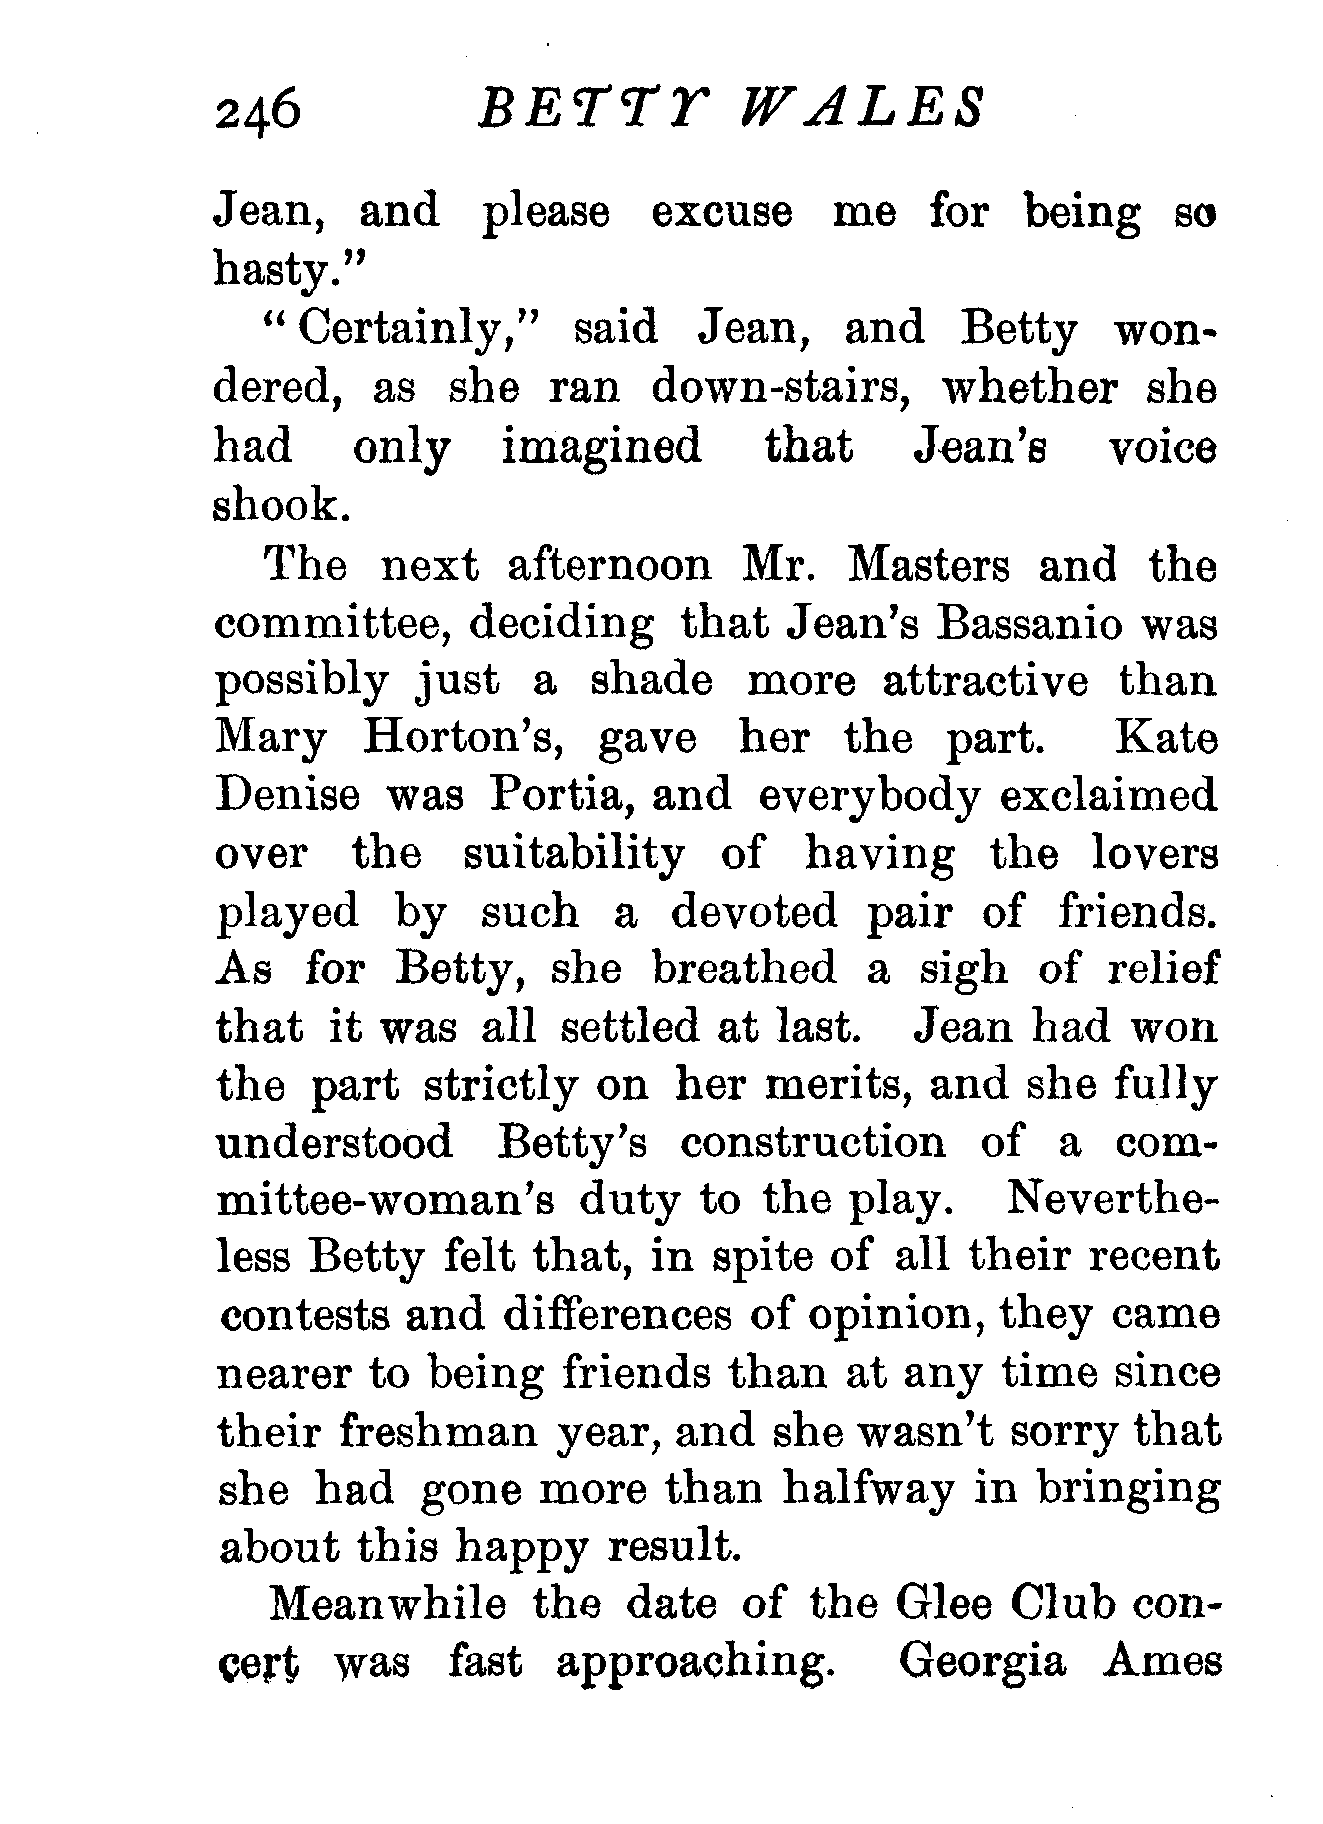 246 BETTY WALES
Jean, and please excuse me for being so
hasty."
"Certainly," said Jean, and Betty won-
dered, as she ran down-stairs, whether she
had only imagined that Jean's voice
shook.
The next afternoon Mr. Masters and the
committee, deciding that Jean's Bassanio was
possibly just a shade more attractive than
Mary Horton's, gave her the part. Kate
Denise was Portia, and everybody exclaimed
over the suitability of having the lovers
played by such a devoted pair of friends.
As for Betty, she breathed a sigh of relief
that it was all settled at last. Jean had won
the part strictly on her merits, and she fully
understood Betty's construction of a com-
mittee-woman's duty to the play. Neverthe-
less Betty felt that, in spite of all their recent
contests and differences of opinion, they came
nearer to being friends than at any time since
their freshman year, and she wasn't sorry that
she had gone more than halfway in bringing
about this happy result.
Meanwhile the date of the Glee Club con-
cert was fast approaching. Georgia Ames